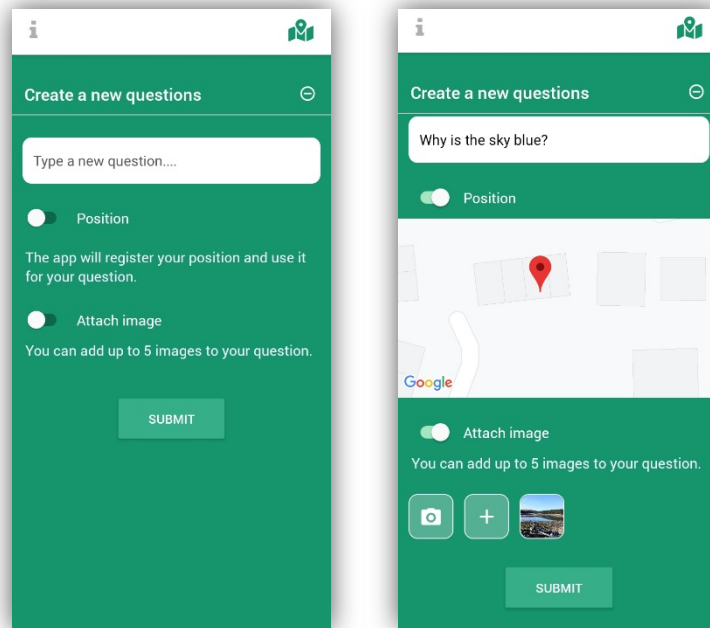 Create a new questions
Type a new question....
Position
The app will register your position and use it
for your question.
Attach image
You can add up to 5 images to your question.
SUBMIT
Create a new questions
Why is the sky blue?
Position
Google
Attach image
You can add up to 5 images to your question.
SUBMIT